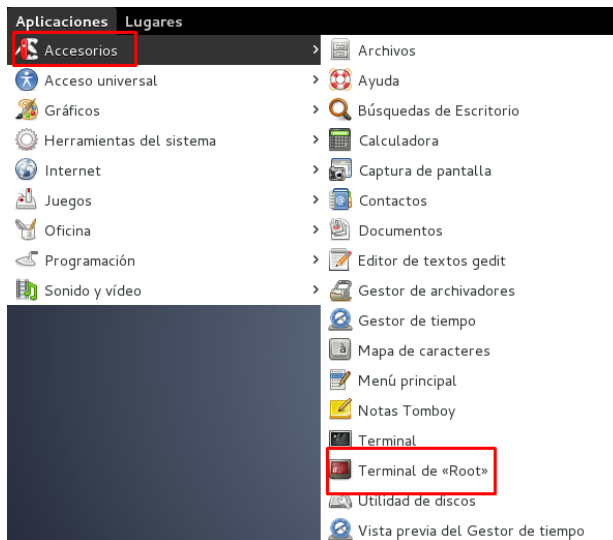 Aplicaciones Lugares
Accesorios
Acceso universal
Gráficos
Herramientas del sistema
Internet
Juegos
Oficina
Programación
Sonido y vídeo
Archivos
Ayuda
Búsquedas de Escritorio
Calculadora
Captura de pantalla
Contactos
Documentos
Editor de textos gedit
Gestor de archivadores
Gestor de tiempo
Mapa de caracteres
Menú principal
Notas Tomboy
Terminal
Terminal de «Root»
Utilidad de discos
Vista previa del Gestor de tiempo